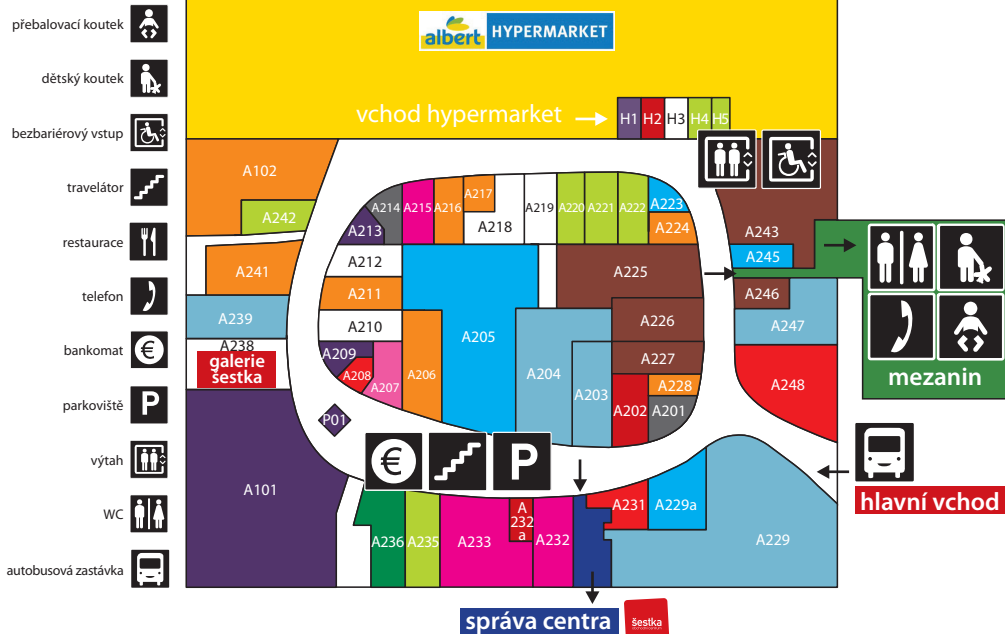 přebalovací koutek
dětský koutek
bezbariérový vstup
travelátor
restaurace
telefon
bankomat
€
parkoviště
P
výtah
WC
autobusová zastávka
albert HYPERMARKET
vchod hypermarket
H1 H2 H3 H4 H5
A102
A242
A241
A239
A238
galerie
šestka
A101
P01
A213
A214
A215
A216
A217
A218
A219
A220
A221
A222
A223
A224
A212
A211
A210
A209
A208
A207
A206
A205
A204
A203
A202
A201
A225
A226
A227
A228
A243
A245
A246
A247
A248
mezanin
€
P
hlavní vchod
A236
A235
A233
A
232
a
A232
A231
A229a
A229
správa centra
šestka